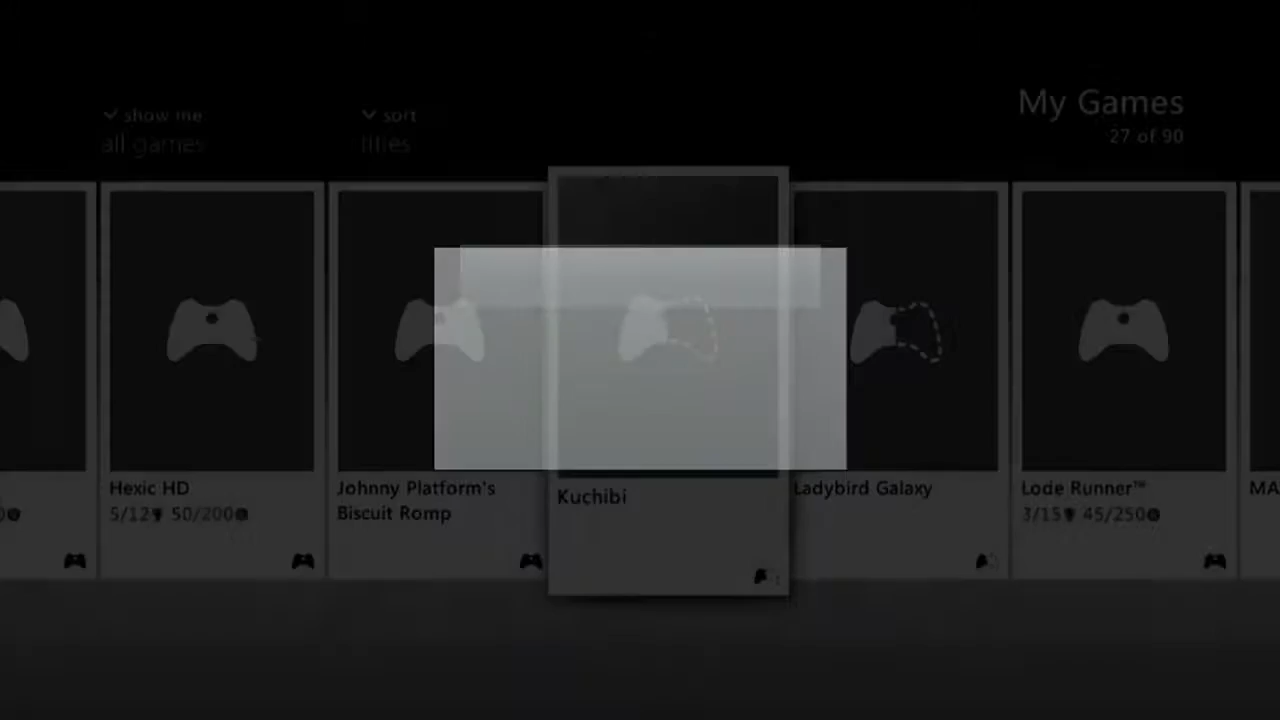 show me
all games
sort
titles
My Games
27 of 90
Hexic HD
5/12 50/200
Johnny Platform's
Biscuit Romp
Kuchibi
Ladybird Galaxy
Lode Runner™
3/15 45/250
MA